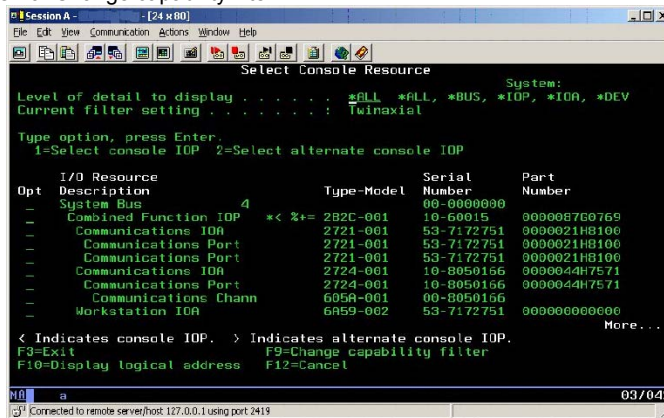 Session A - - [24 x 80]
File Edit View Communication Actions Window Help
Select Console Resource
System:
Level of detail to display . . . . . . *ALL *ALL, *BUS, *IOP, *IOA, *DEV
Current filter setting . . . . . . . : Twinaxial
Type option, press Enter.
1=Select console IOP 2=Select alternate console IOP
I/O Resource Serial Part
Opt Description Type-Model Number Number
_ System Bus 4 00-0000000
_ Combined Function IOP *< %+= 2B2C-001 10-60015 0000087G0769
_ Communications IOA 2721-001 53-7172751 0000021H8100
_ Communications Port 2721-001 53-7172751 0000021H8100
_ Communications Port 2721-001 53-7172751 0000021H8100
_ Communications IOA 2724-001 10-8050166 0000044H7571
_ Communications Port 2724-001 10-8050166 0000044H7571
_ Communications Chann 605A-001 00-8050166
_ Workstation IOA 6A59-002 53-7172751 000000000000
More...
< Indicates console IOP. > Indicates alternate console IOP.
F3=Exit F9=Change capability filter
F10=Display logical address F12=Cancel
MA a 03/04
Connected to remote server/host 127.0.0.1 using port 2419